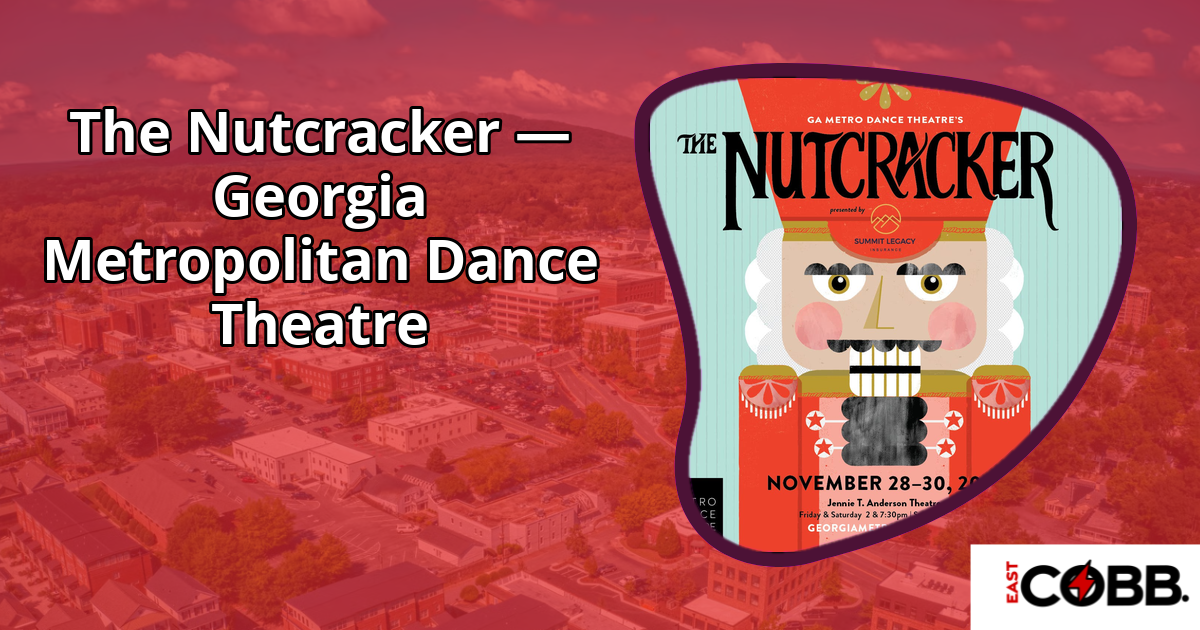 The Nutcracker —
Georgia
Metropolitan Dance
Theatre
GA METRO DANCE THEATRE'S
THE NUTCRACKER
presented by
SUMMIT LEGACY
INSURANCE
NOVEMBER 28–30, 20
Jennie T. Anderson Theatre
Friday & Saturday 2 & 7:30pm
EAST COBB.